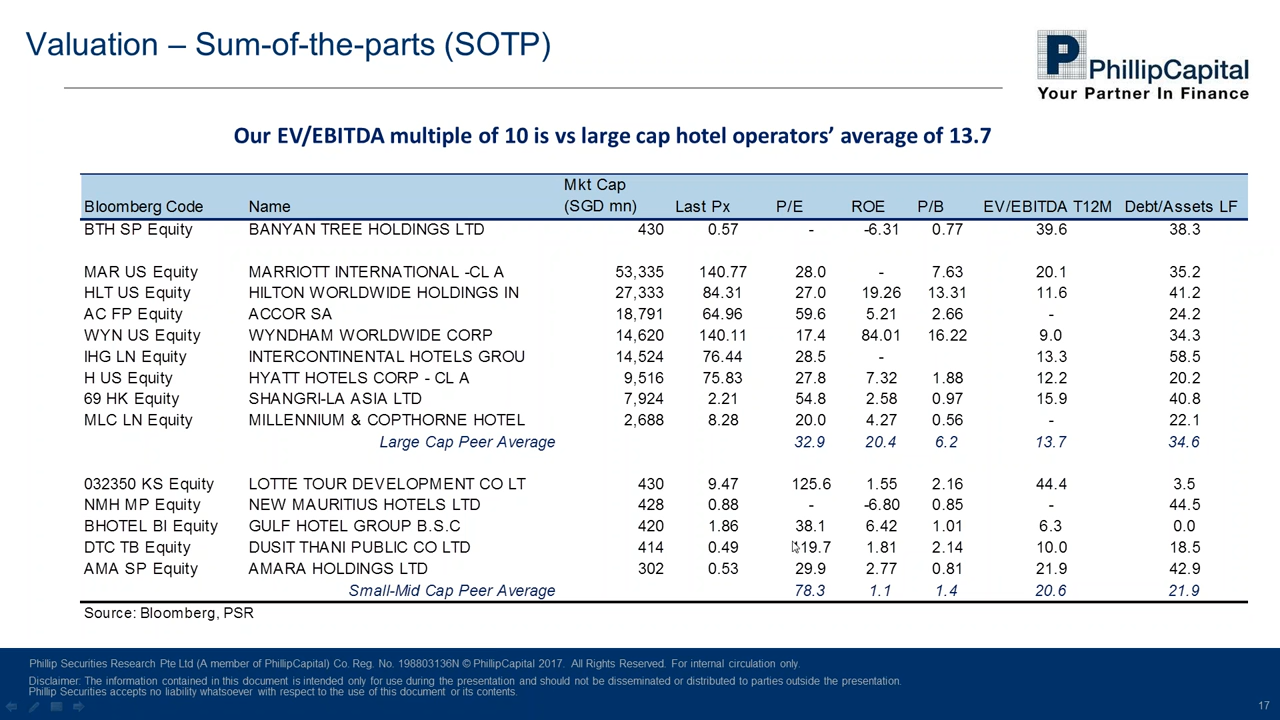 Valuation – Sum-of-the-parts (SOTP)
P PhillipCapital
Your Partner In Finance
Our EV/EBITDA multiple of 10 is vs large cap hotel operators’ average of 13.7
Bloomberg Code Name Mkt Cap (SGD mn) Last Px P/E ROE P/B EV/EBITDA T12M Debt/Assets LF
BTH SP Equity BANYAN TREE HOLDINGS LTD 430 0.57 - -6.31 0.77 39.6 38.3
MAR US Equity MARRIOTT INTERNATIONAL -CL A 53,335 140.77 28.0 - 7.63 20.1 35.2
HLT US Equity HILTON WORLDWIDE HOLDINGS IN 27,333 84.31 27.0 19.26 13.31 11.6 41.2
AC FP Equity ACCOR SA 18,791 64.96 59.6 5.21 2.66 - 24.2
WYN US Equity WYNDHAM WORLDWIDE CORP 14,620 140.11 17.4 84.01 16.22 9.0 34.3
IHG LN Equity INTERCONTINENTAL HOTELS GROU 14,524 76.44 28.5 - 13.3 58.5
H US Equity HYATT HOTELS CORP - CL A 9,516 75.83 27.8 7.32 1.88 12.2 20.2
69 HK Equity SHANGRI-LA ASIA LTD 7,924 2.21 54.8 2.58 0.97 15.9 40.8
MLC LN Equity MILLENNIUM & COPTHORNE HOTEL 2,688 8.28 20.0 4.27 0.56 - 22.1
Large Cap Peer Average 32.9 20.4 6.2 13.7 34.6
032350 KS Equity LOTTE TOUR DEVELOPMENT CO LT 430 9.47 125.6 1.55 2.16 44.4 3.5
NMH MP Equity NEW MAURITIUS HOTELS LTD 428 0.88 - -6.80 0.85 - 44.5
BHOTEL BI Equity GULF HOTEL GROUP B.S.C 420 1.86 38.1 6.42 1.01 6.3 0.0
DTC TB Equity DUSIT THANI PUBLIC CO LTD 414 0.49 119.7 1.81 2.14 10.0 18.5
AMA SP Equity AMARA HOLDINGS LTD 302 0.53 29.9 2.77 0.81 21.9 42.9
Small-Mid Cap Peer Average 78.3 1.1 1.4 20.6 21.9
Source: Bloomberg, PSR
Phillip Securities Research Pte Ltd (A member of PhillipCapital) Co. Reg. No. 198803136N © PhillipCapital 2017. All Rights Reserved. For internal circulation only.
Disclaimer: The information contained in this document is intended only for use during the presentation and should not be disseminated or distributed to parties outside the presentation.
Phillip Securities accepts no liability whatsoever with respect to the use of this document or its contents.
17